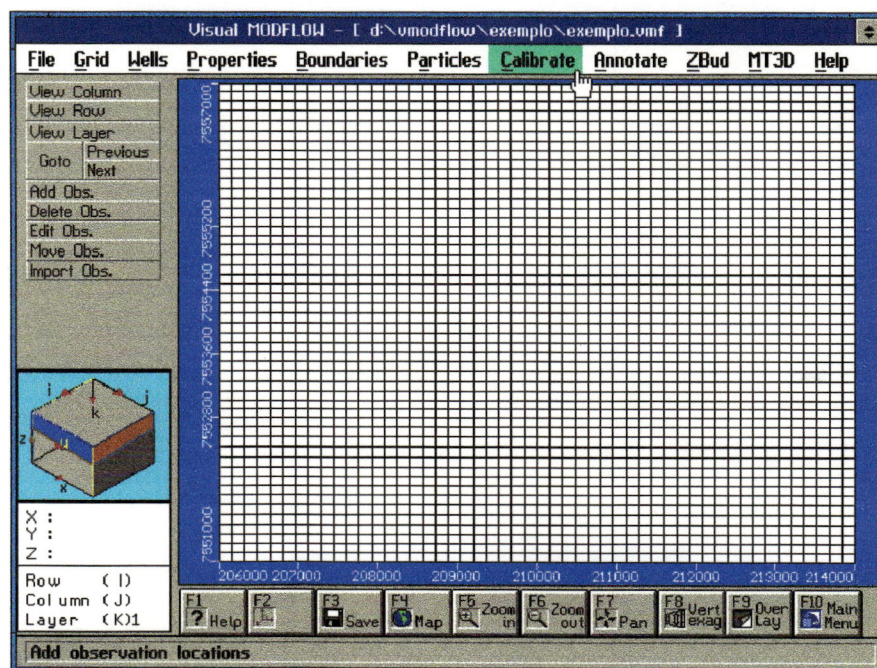 Visual MODFLOW - [ d:\vmodflow\exemplo\exemplo.vmf ]
File Grid Wells Properties Boundaries Particles Calibrate Annotate ZBud MT3D Help
View Column
View Row
View Layer
Goto
Previous
Next
Add Obs.
Delete Obs.
Edit Obs.
Move Obs.
Import Obs.
7557000
7555200
7554400
7553600
7552800
7551000
206000 207000 208000 209000 210000 211000 212000 213000 214000
i
j
k
z
y
x
X :
Y :
Z :
Row ( I)
Column (J)
Layer (K)1
F1 ? Help
F2
F3 Save
F4 Map
F5 Zoom in
F6 Zoom out
F7 Pan
F8 Vert exag
F9 Over Lay
F10 Main Menu
Add observation locations